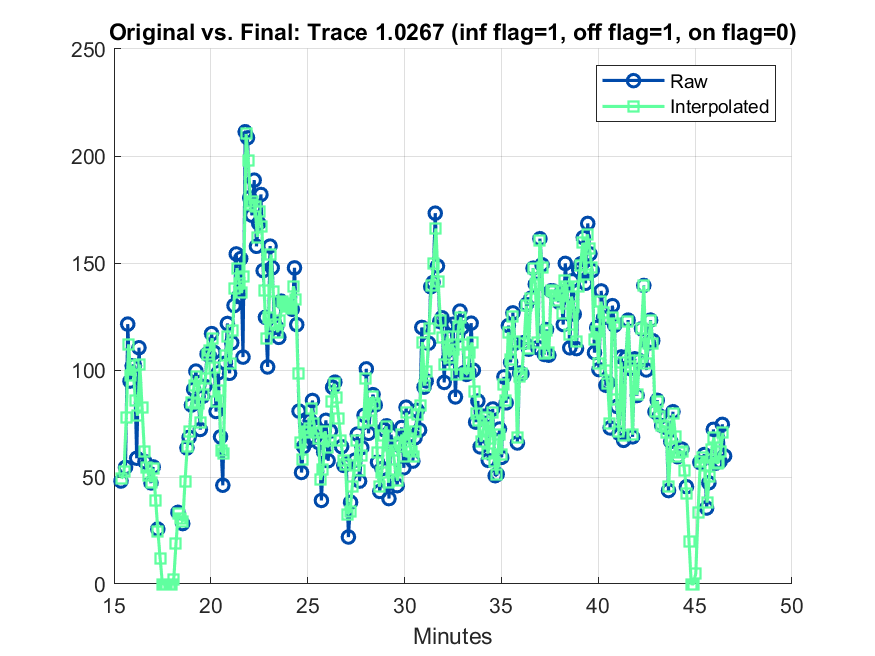 Original vs. Final: Trace 1.0267 (inf flag=1, off flag=1, on flag=0)
250
200
150
100
50
0
Raw
Interpolated
15 20 25 30 35 40 45 50
Minutes